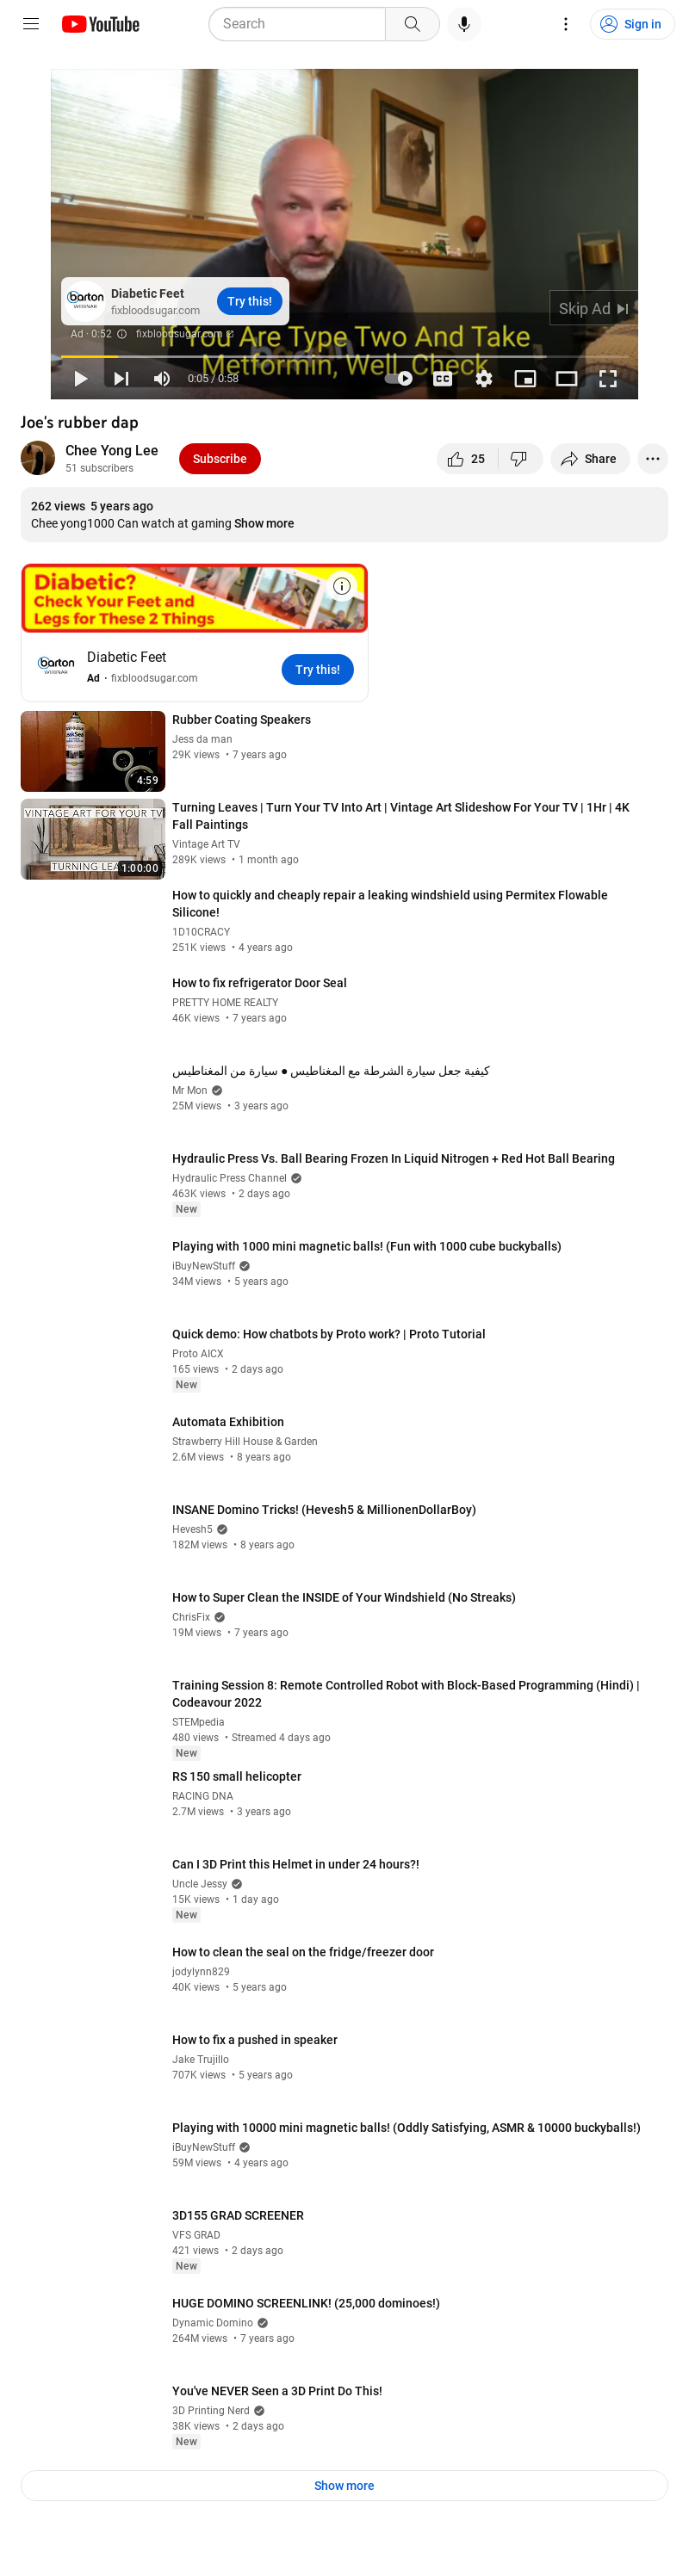 YouTube
Search
Sign in
barton
WELLNESS
Diabetic Feet
fixbloodsugar.com
Try this!
Skip Ad
Ad · 0:52
fixbloodsugar.com
If You Are Type Two And Take
Metformin, Well, Check
0:05 / 0:58
CC
Joe's rubber dap
Chee Yong Lee
51 subscribers
Subscribe
25
Share
262 views 5 years ago
Chee yong1000 Can watch at gaming Show more
Diabetic?
Check Your Feet and
Legs for These 2 Things
barton
WELLNESS
Diabetic Feet
Ad · fixbloodsugar.com
Try this!
4:59
Rubber Coating Speakers
Jess da man
29K views • 7 years ago
VINTAGE ART FOR YOUR TV
TURNING LEA
1:00:00
Turning Leaves | Turn Your TV Into Art | Vintage Art Slideshow For Your TV | 1Hr | 4K
Fall Paintings
Vintage Art TV
289K views • 1 month ago
How to quickly and cheaply repair a leaking windshield using Permitex Flowable
Silicone!
1D10CRACY
251K views • 4 years ago
How to fix refrigerator Door Seal
PRETTY HOME REALTY
46K views • 7 years ago
كيفية جعل سيارة الشرطة مع المغناطيس ● سيارة من المغناطيس
Mr Mon
25M views • 3 years ago
Hydraulic Press Vs. Ball Bearing Frozen In Liquid Nitrogen + Red Hot Ball Bearing
Hydraulic Press Channel
463K views • 2 days ago
New
Playing with 1000 mini magnetic balls! (Fun with 1000 cube buckyballs)
iBuyNewStuff
34M views • 5 years ago
Quick demo: How chatbots by Proto work? | Proto Tutorial
Proto AICX
165 views • 2 days ago
New
Automata Exhibition
Strawberry Hill House & Garden
2.6M views • 8 years ago
INSANE Domino Tricks! (Hevesh5 & MillionenDollarBoy)
Hevesh5
182M views • 8 years ago
How to Super Clean the INSIDE of Your Windshield (No Streaks)
ChrisFix
19M views • 7 years ago
Training Session 8: Remote Controlled Robot with Block-Based Programming (Hindi) |
Codeavour 2022
STEMpedia
480 views • Streamed 4 days ago
New
RS 150 small helicopter
RACING DNA
2.7M views • 3 years ago
Can I 3D Print this Helmet in under 24 hours?!
Uncle Jessy
15K views • 1 day ago
New
How to clean the seal on the fridge/freezer door
jodylynn829
40K views • 5 years ago
How to fix a pushed in speaker
Jake Trujillo
707K views • 5 years ago
Playing with 10000 mini magnetic balls! (Oddly Satisfying, ASMR & 10000 buckyballs!)
iBuyNewStuff
59M views • 4 years ago
3D155 GRAD SCREENER
VFS GRAD
421 views • 2 days ago
New
HUGE DOMINO SCREENLINK! (25,000 dominoes!)
Dynamic Domino
264M views • 7 years ago
You've NEVER Seen a 3D Print Do This!
3D Printing Nerd
38K views • 2 days ago
New
Show more